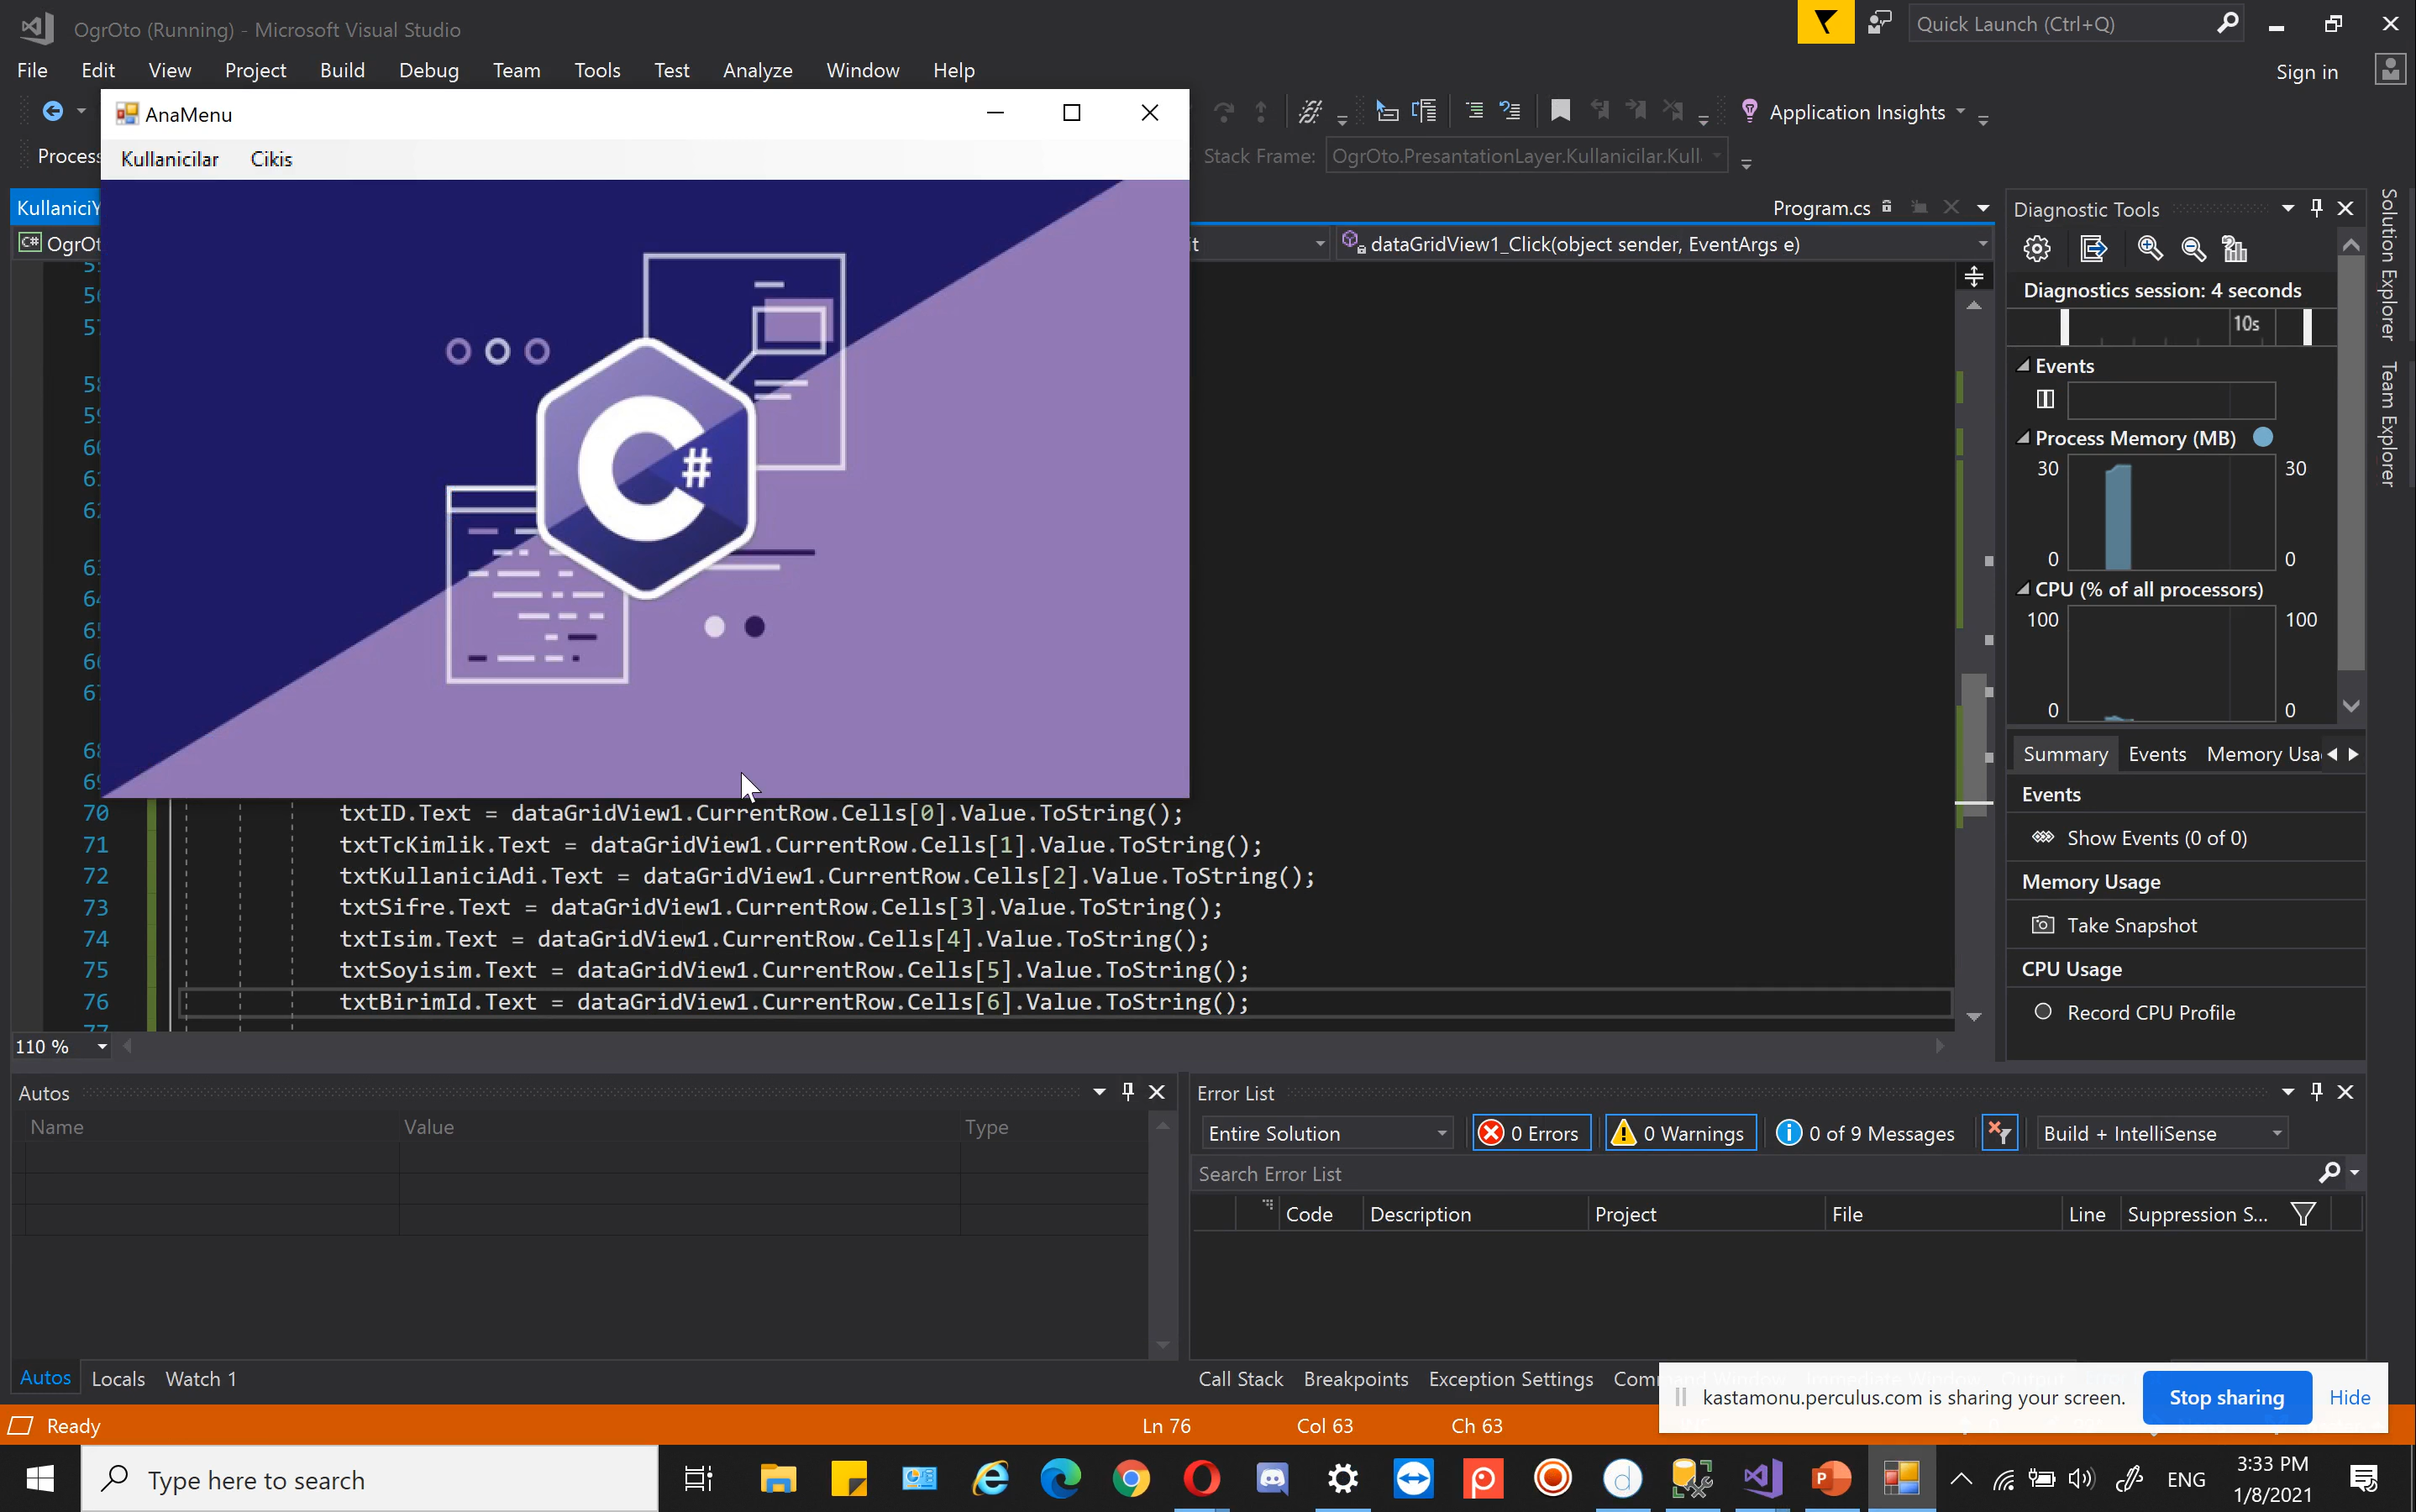 OgrOto (Running) - Microsoft Visual Studio
Quick Launch (Ctrl+Q)
File Edit View Project Build Debug Team Tools Test Analyze Window Help
Sign in
AnaMenu
Application Insights
Kullanicilar Cikis
Process
Stack Frame: OgrOto.PresantationLayer.Kullanicilar.Kull
KullaniciY
Program.cs
Diagnostic Tools
Solution Explorer
Team Explorer
OgrOt
it
dataGridView1_Click(object sender, EventArgs e)
Diagnostics session: 4 seconds
10s
Events
Process Memory (MB)
30 30
0 0
CPU (% of all processors)
100 100
0 0
C#
70 txtID.Text = dataGridView1.CurrentRow.Cells[0].Value.ToString();
71 txtTcKimlik.Text = dataGridView1.CurrentRow.Cells[1].Value.ToString();
72 txtKullaniciAdi.Text = dataGridView1.CurrentRow.Cells[2].Value.ToString();
73 txtSifre.Text = dataGridView1.CurrentRow.Cells[3].Value.ToString();
74 txtIsim.Text = dataGridView1.CurrentRow.Cells[4].Value.ToString();
75 txtSoyisim.Text = dataGridView1.CurrentRow.Cells[5].Value.ToString();
76 txtBirimId.Text = dataGridView1.CurrentRow.Cells[6].Value.ToString();
77
110 %
Summary Events Memory Usa
Events
Show Events (0 of 0)
Memory Usage
Take Snapshot
CPU Usage
Record CPU Profile
Autos
Name Value Type
Autos Locals Watch 1
Error List
Entire Solution 0 Errors 0 Warnings 0 of 9 Messages Build + IntelliSense
Search Error List
Code Description Project File Line Suppression S...
Call Stack Breakpoints Exception Settings Com
kastamonu.perculus.com is sharing your screen. Stop sharing Hide
Ready Ln 76 Col 63 Ch 63
Type here to search
ENG
3:33 PM
1/8/2021